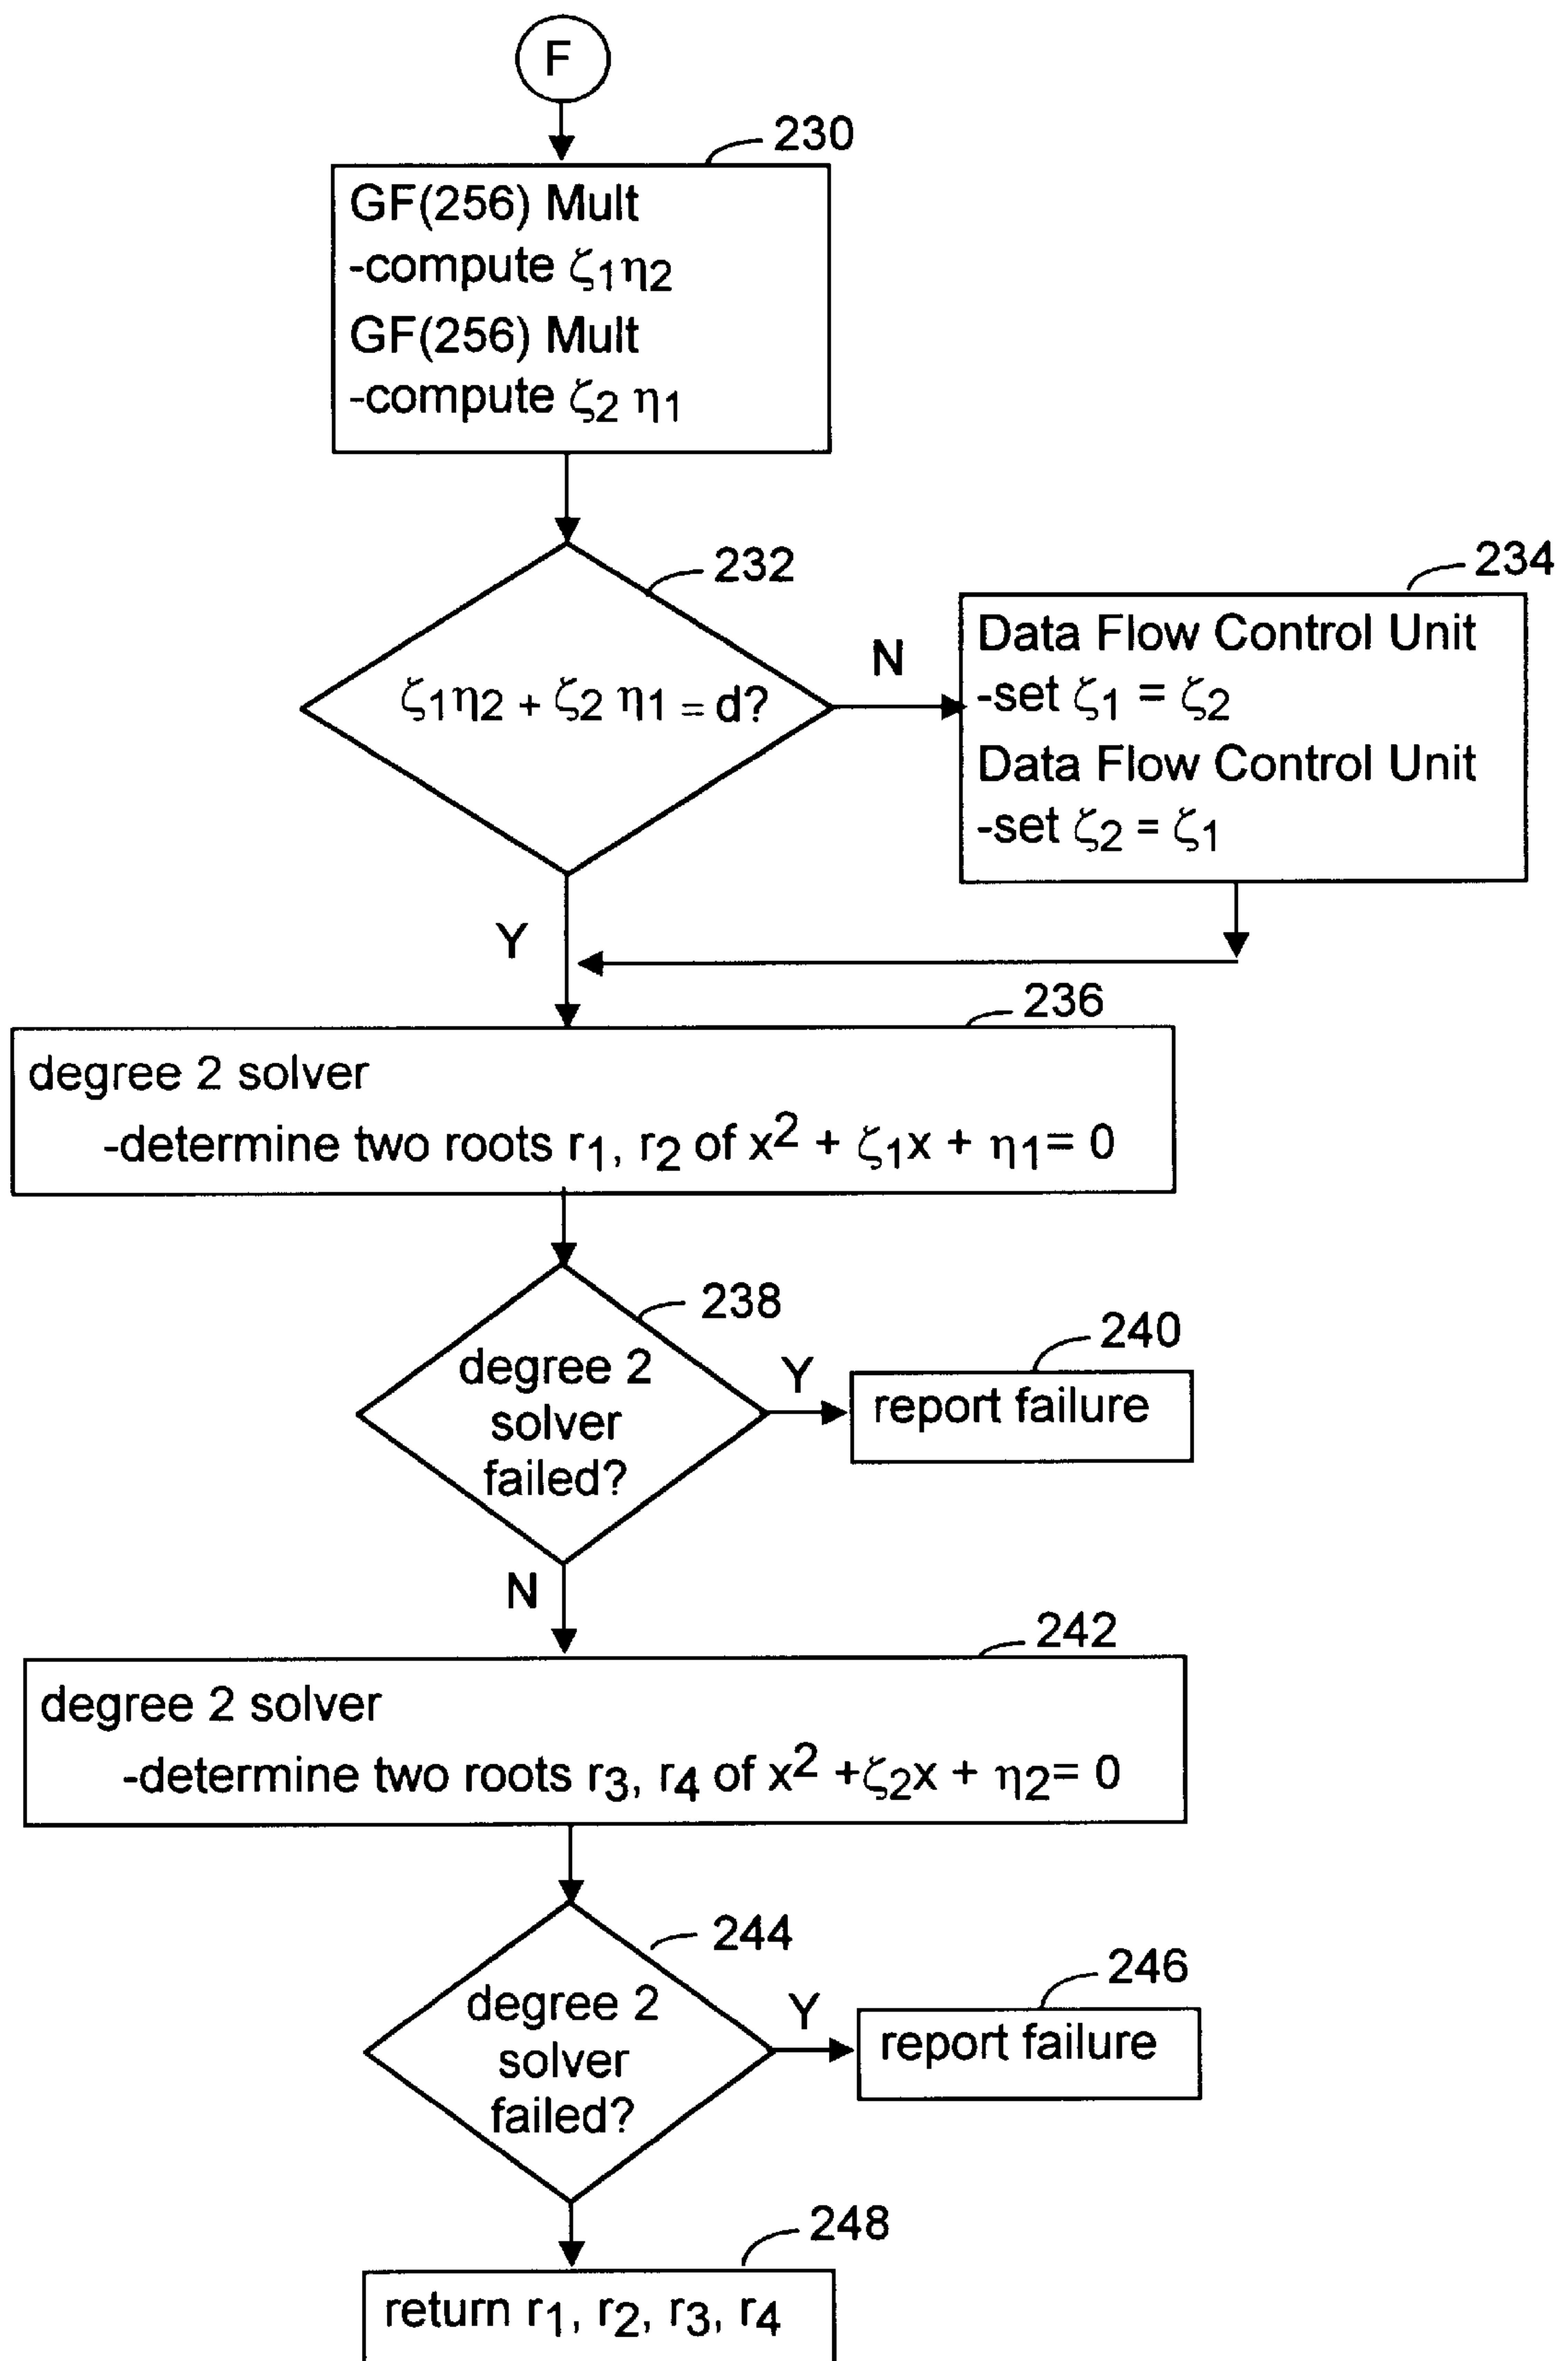 F
230
GF(256) Mult
-compute ζ1η2
GF(256) Mult
-compute ζ2 η1
232
ζ1η2 + ζ2 η1 = d?
N
234
Data Flow Control Unit
-set ζ1 = ζ2
Data Flow Control Unit
-set ζ2 = ζ1
Y
236
degree 2 solver
-determine two roots r1, r2 of x2 + ζ1x + η1= 0
238
degree 2
solver
failed?
Y
240
report failure
N
242
degree 2 solver
-determine two roots r3, r4 of x2 +ζ2x + η2= 0
244
degree 2
solver
failed?
Y
246
report failure
248
return r1, r2, r3, r4